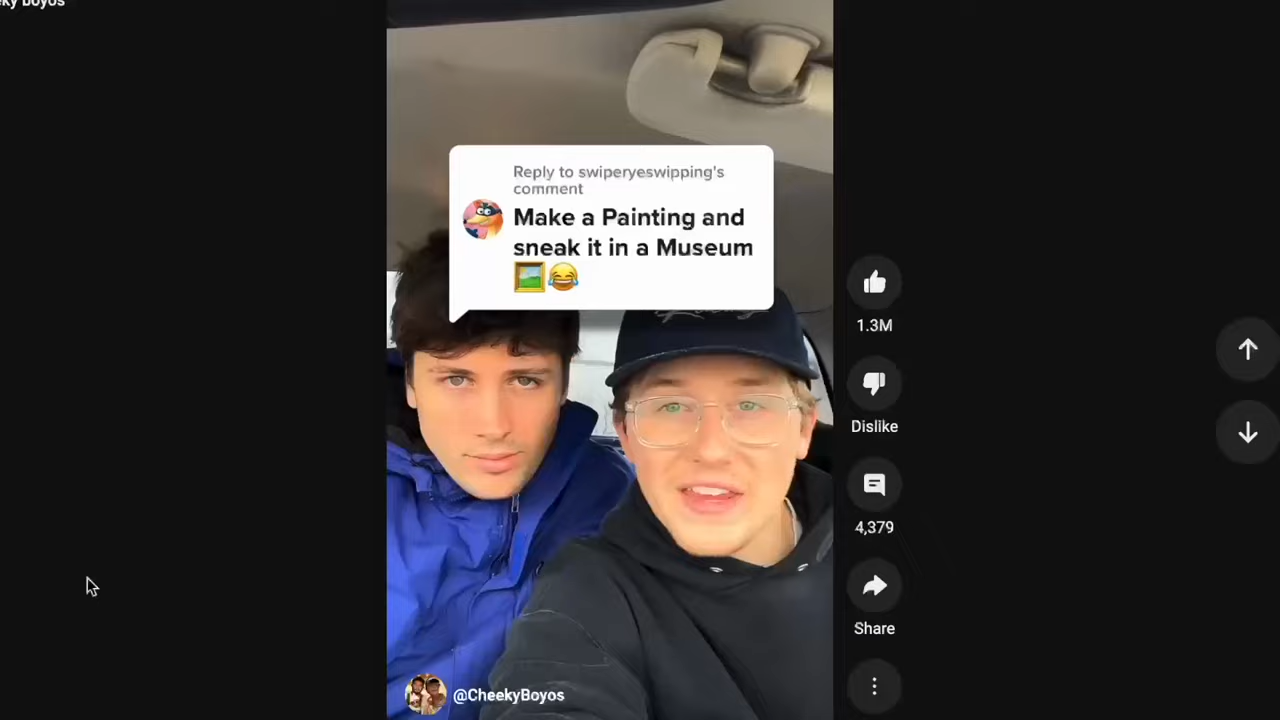 Reply to swiperyeswipping's
comment
Make a Painting and
sneak it in a Museum
🖼️😂
1.3M
Dislike
4,379
Share
@CheekyBoyos